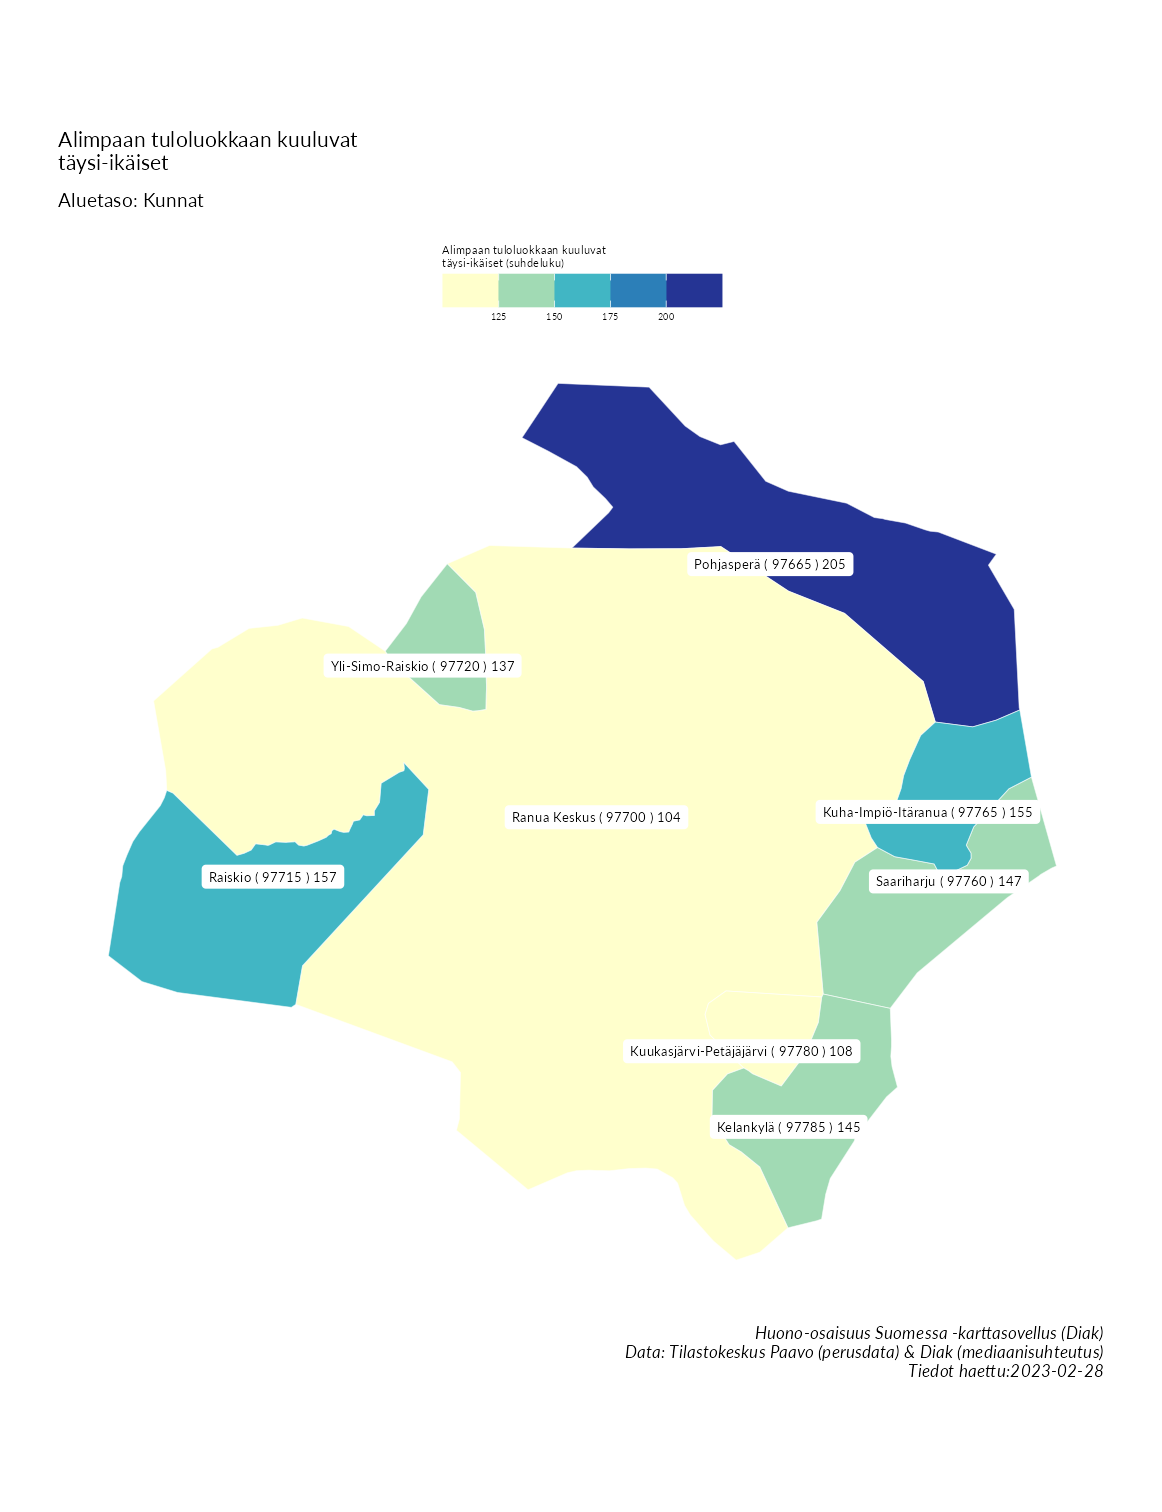 Alimpaan tuloluokkaan kuuluvat
täysi-ikäiset
Aluetaso: Kunnat
Alimpaan tuloluokkaan kuuluvat
täysi-ikäiset (suhdeluku)
125 150 175 200
Pohjasperä ( 97665 ) 205
Yli-Simo-Raiskio ( 97720 ) 137
Kuha-Impiö-Itäranua ( 97765 ) 155
Ranua Keskus ( 97700 ) 104
Raiskio ( 97715 ) 157
Saariharju ( 97760 ) 147
Kuukasjärvi-Petäjäjärvi ( 97780 ) 108
Kelankylä ( 97785 ) 145
Huono-osaisuus Suomessa -karttasovellus (Diak)
Data: Tilastokeskus Paavo (perusdata) & Diak (mediaanisuhteutus)
Tiedot haettu:2023-02-28